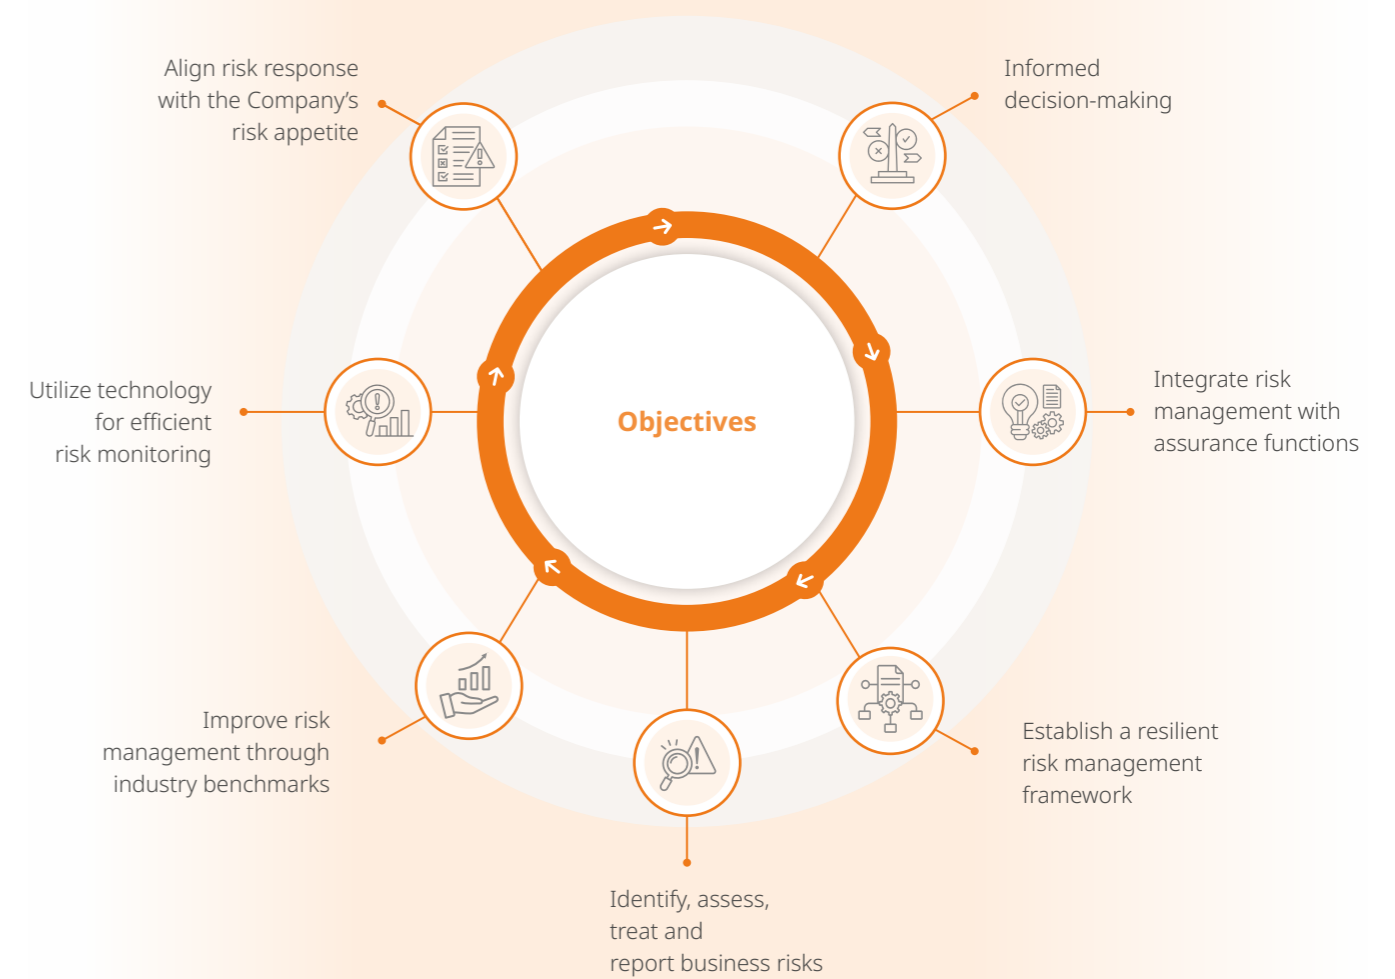 Align risk response
with the Company’s
risk appetite
Informed
decision-making
Utilize technology
for efficient
risk monitoring
Objectives
Integrate risk
management with
assurance functions
Improve risk
management through
industry benchmarks
Establish a resilient
risk management
framework
Identify, assess,
treat and
report business risks